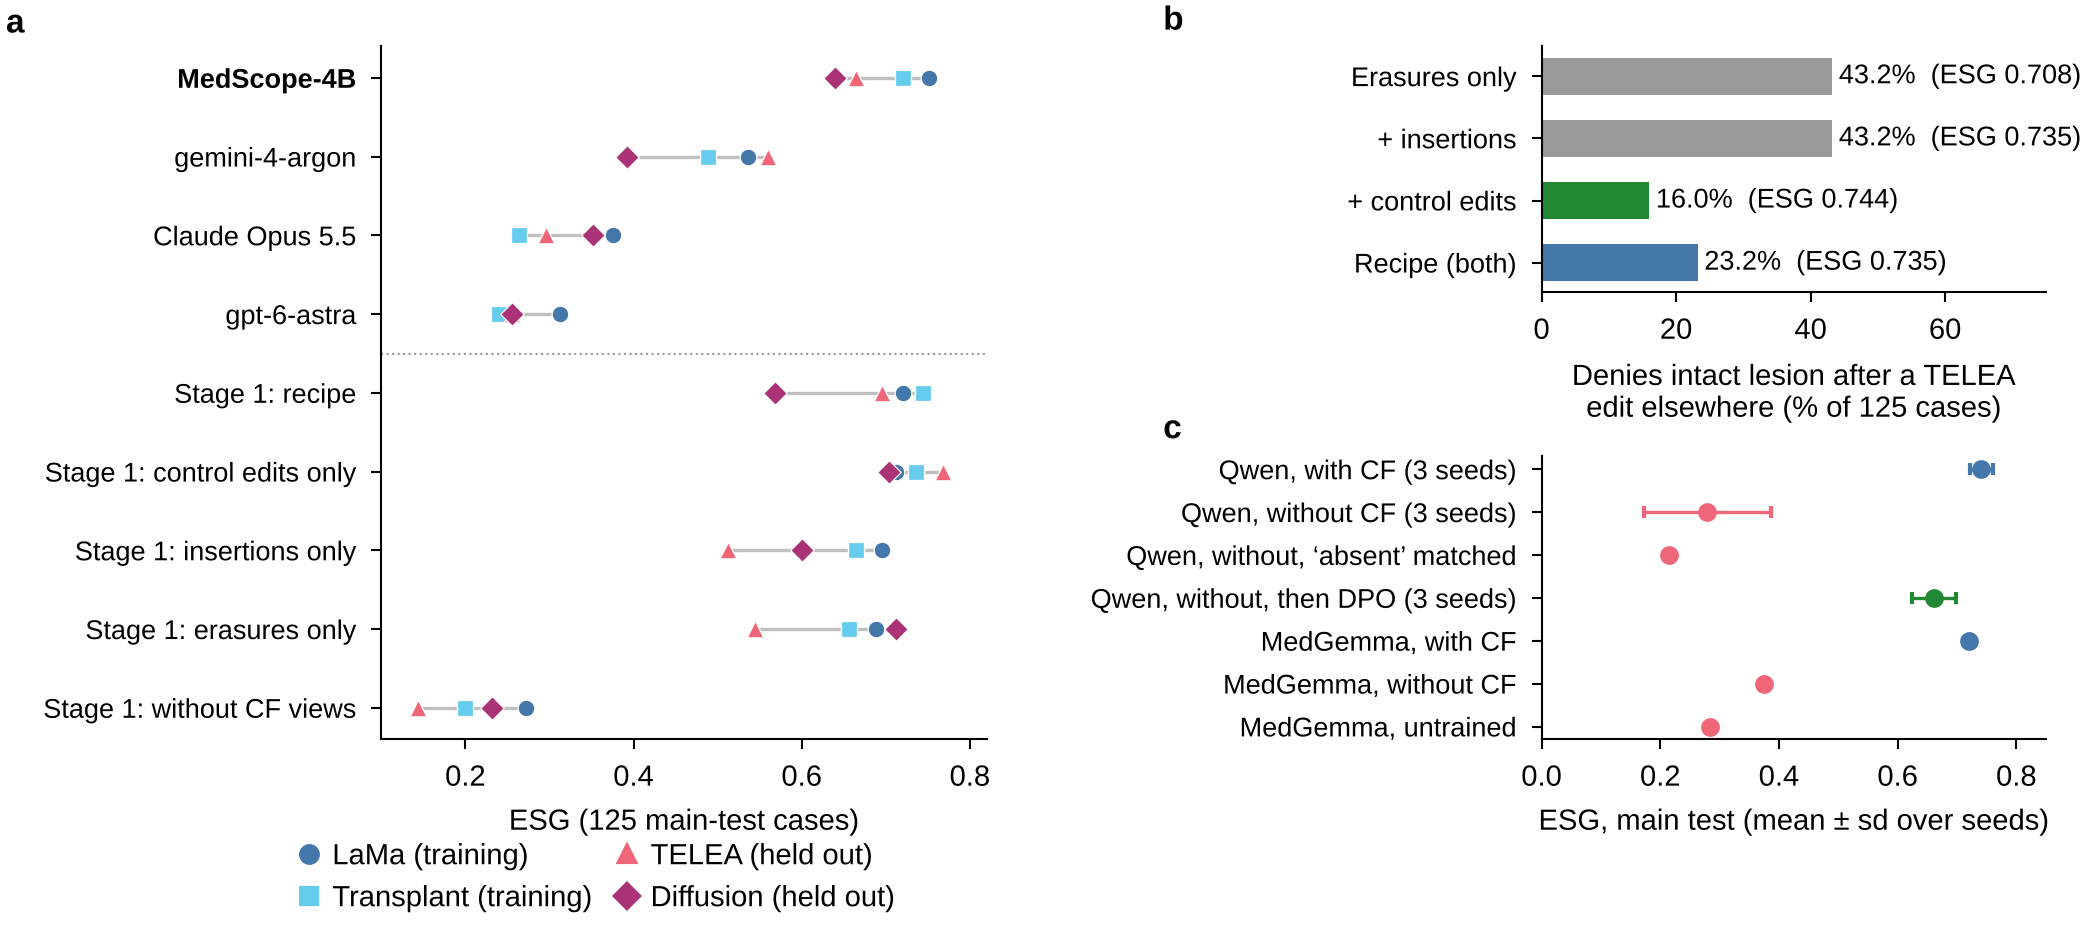 a
MedScope-4B
gemini-4-argon
Claude Opus 5.5
gpt-6-astra
Stage 1: recipe
Stage 1: control edits only
Stage 1: insertions only
Stage 1: erasures only
Stage 1: without CF views
0.2 0.4 0.6 0.8
ESG (125 main-test cases)
LaMa (training) TELEA (held out)
Transplant (training) Diffusion (held out)
b
Erasures only 43.2% (ESG 0.708)
+ insertions 43.2% (ESG 0.735)
+ control edits 16.0% (ESG 0.744)
Recipe (both) 23.2% (ESG 0.735)
0 20 40 60
Denies intact lesion after a TELEA
edit elsewhere (% of 125 cases)
c
Qwen, with CF (3 seeds)
Qwen, without CF (3 seeds)
Qwen, without, ‘absent’ matched
Qwen, without, then DPO (3 seeds)
MedGemma, with CF
MedGemma, without CF
MedGemma, untrained
0.0 0.2 0.4 0.6 0.8
ESG, main test (mean ± sd over seeds)